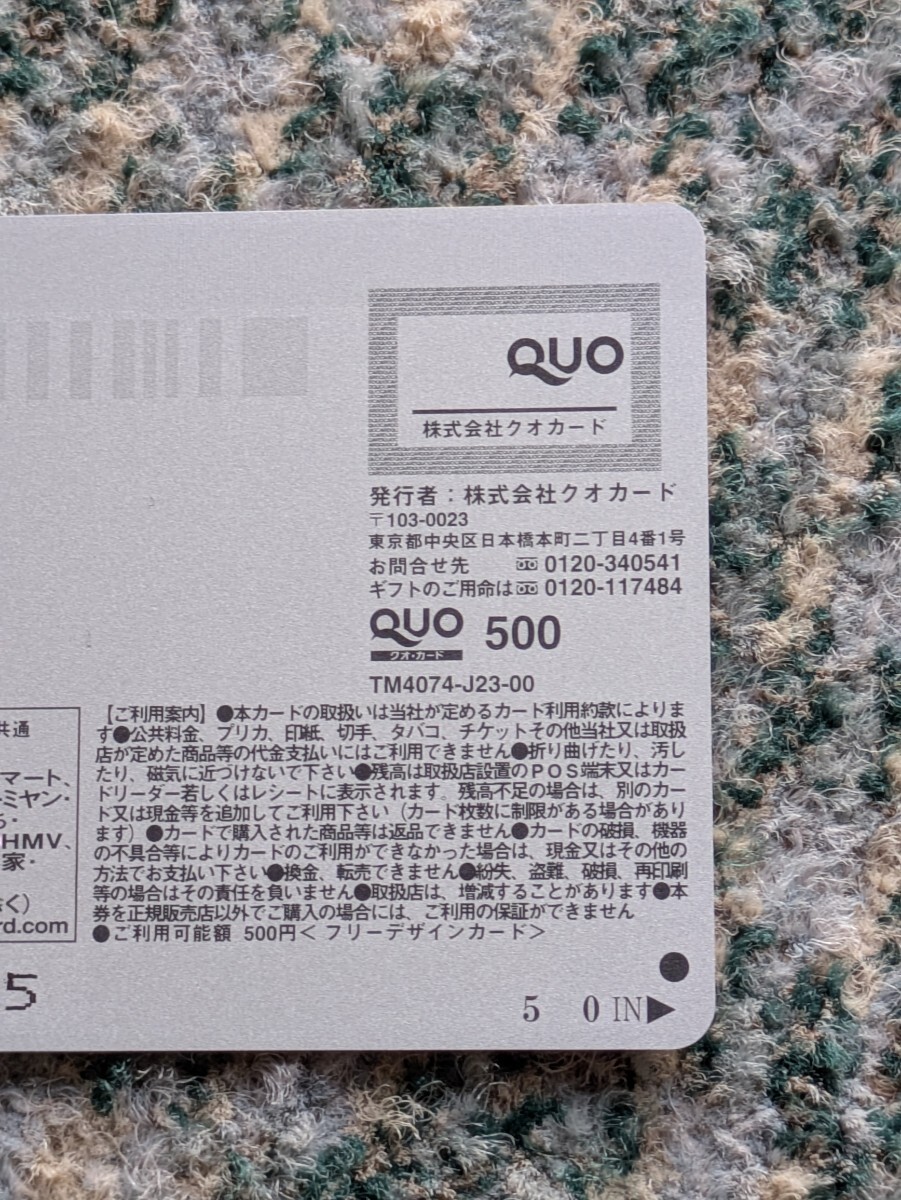 QUO
株式会社クオカード
発行者：株式会社クオカード
〒103-0023
東京都中央区日本橋本町二丁目4番1号
お問合せ先 0120-340541
ギフトのご用命は 0120-117484
QUO 500
クオ・カード
TM4074-J23-00
【ご利用案内】●本カードの取扱いは当社が定めるカード利用約款によりま
す●公共料金、プリカ、印紙、切手、タバコ、チケットその他当社又は取扱
店が定めた商品等の代金支払いにはご利用できません●折り曲げたり、汚し
たり、磁気に近づけないで下さい●残高は取扱店設置のPOS端末又はカー
ドリーダー若しくはレシートに表示されます。残高不足の場合は、別のカー
ド又は現金等を追加してご利用下さい（カード枚数に制限がある場合があり
ます）●カードで購入された商品等は返品できません●カードの破損、機器
の不具合等によりカードのご利用ができなかった場合は、現金又はその他の
方法でお支払い下さい●換金、転売できません●紛失、盗難、破損、再印刷
等の場合はその責任を負いません●取扱店は、増減することがあります●本
券を正規販売店以外でご購入の場合には、ご利用の保証ができません
●ご利用可能額 500円＜フリーデザインカード＞
共通
マート、
ミヤン・
HMV、
家・
く）
rd.com
5
5 0 IN▶